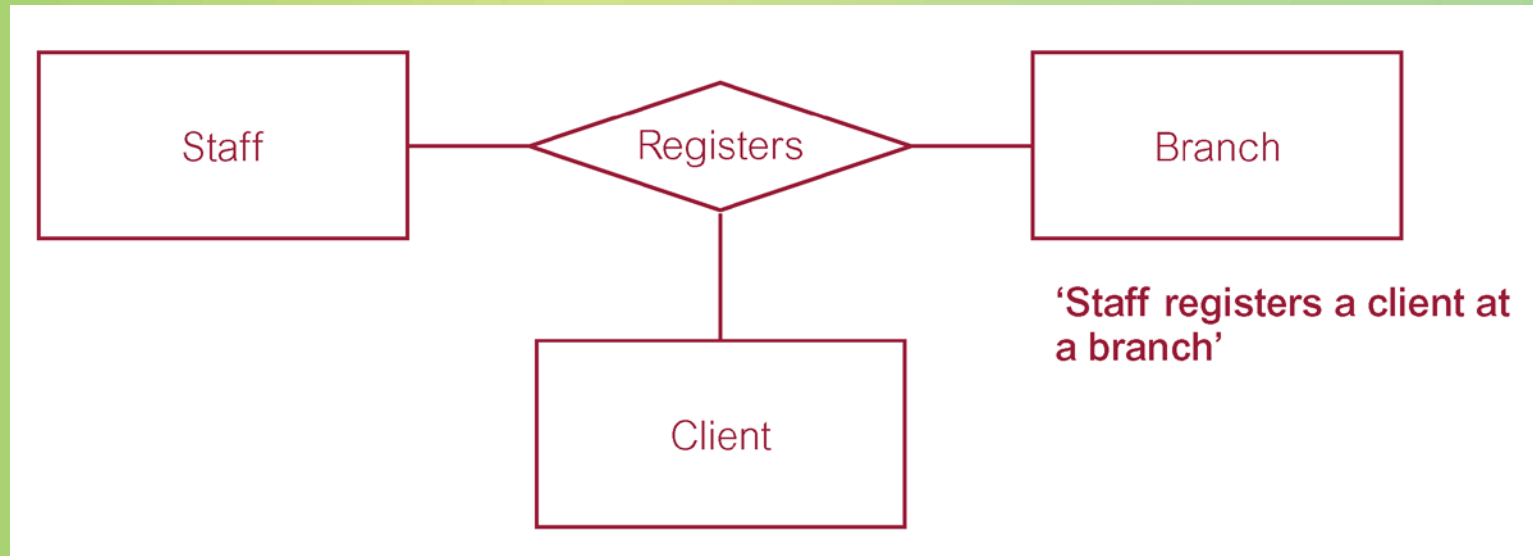 Staff
Registers
Branch
‘Staff registers a client at
a branch’
Client